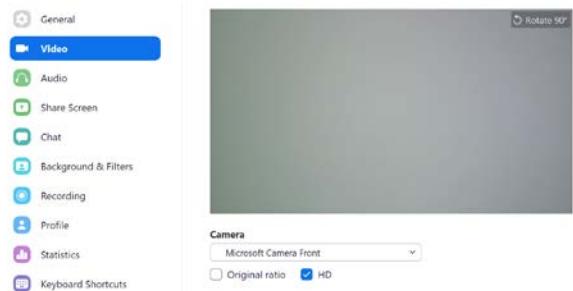 General
Video
Audio
Share Screen
Chat
Background & Filters
Recording
Profile
Statistics
Keyboard Shortcuts
Rotate 90°
Camera
Microsoft Camera Front
Original ratio HD